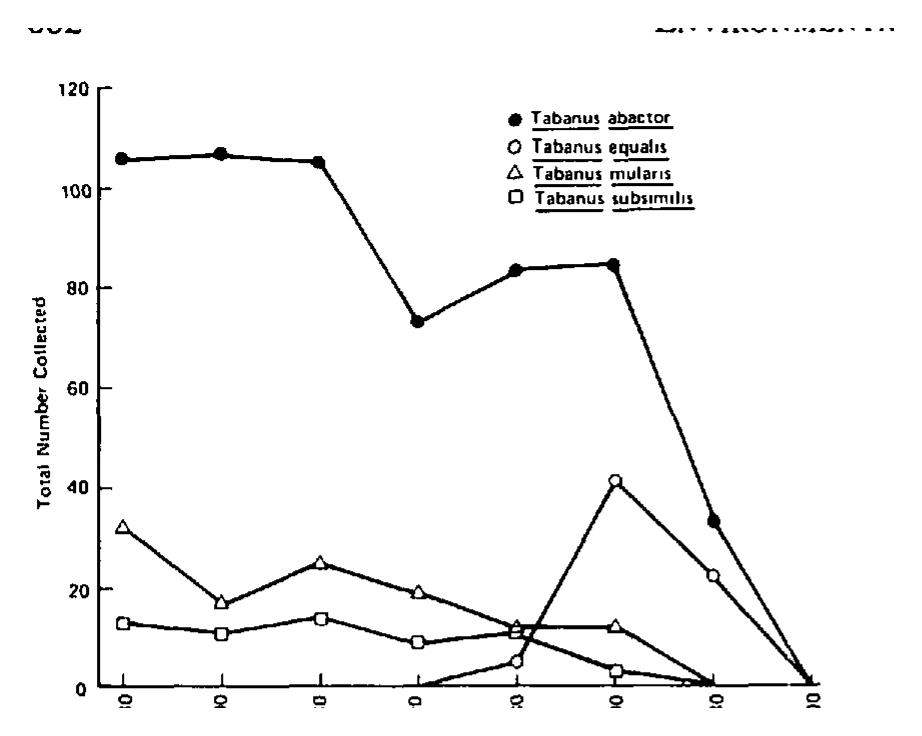 120
Tabanus abactor
Tabanus equalis
Tabanus mularis
Tabanus subsimilis
100
80
60
40
20
0
Total Number Collected